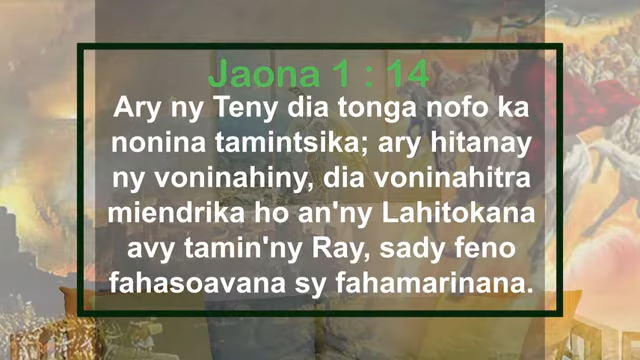 Jaona 1 : 14
Ary ny Teny dia tonga nofo ka
nonina tamintsika; ary hitanay
ny voninahiny, dia voninahitra
miendrika ho an'ny Lahitokana
avy tamin'ny Ray, sady feno
fahasoavana sy fahamarinana.